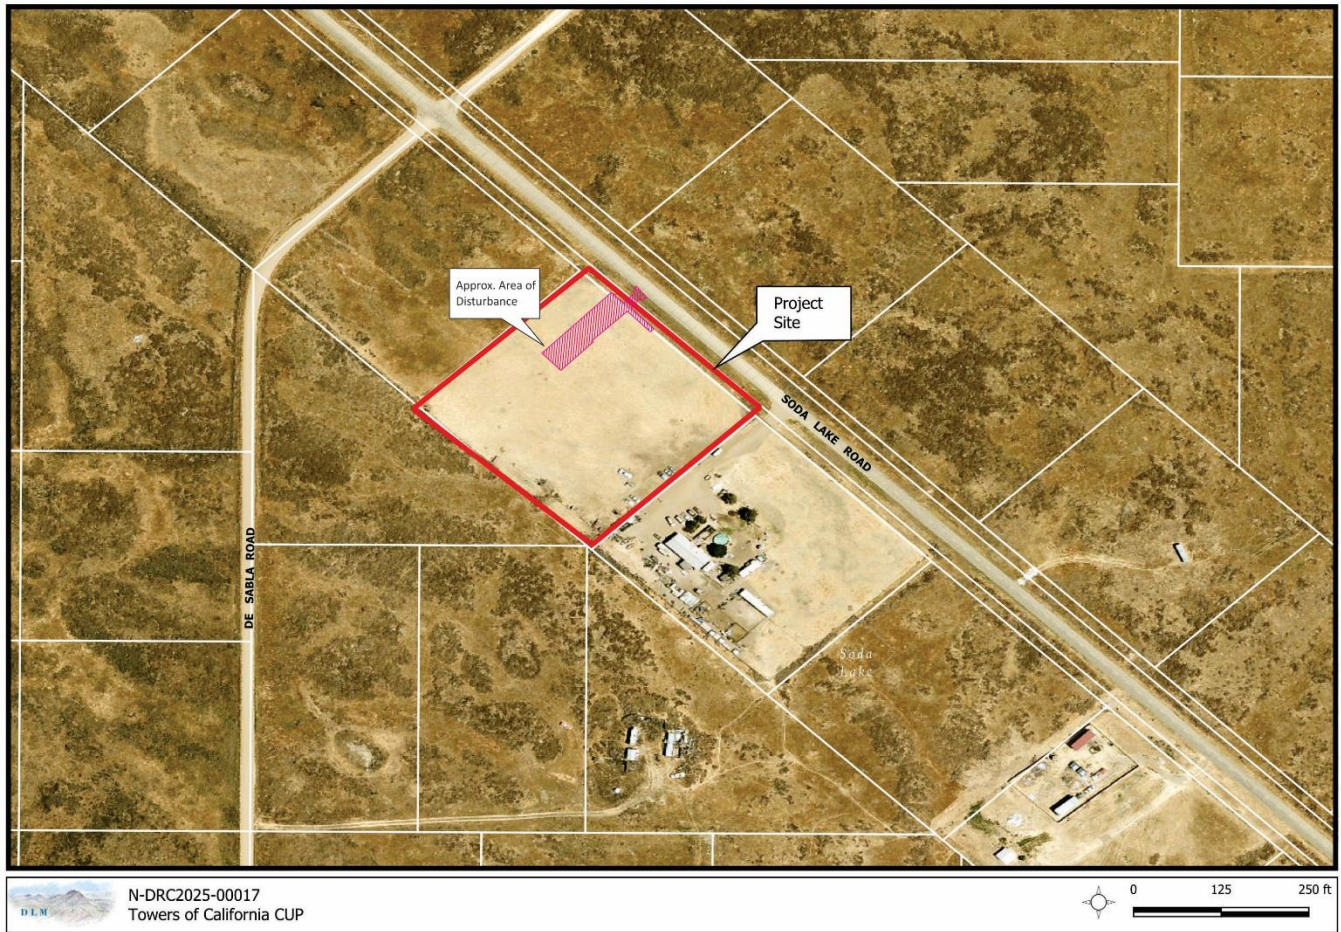 Approx. Area of
Disturbance
Project
Site
SODA LAKE ROAD
DE SABLA ROAD
Soda
Lake
DLM
N-DRC2025-00017
Towers of California CUP
0 125 250 ft